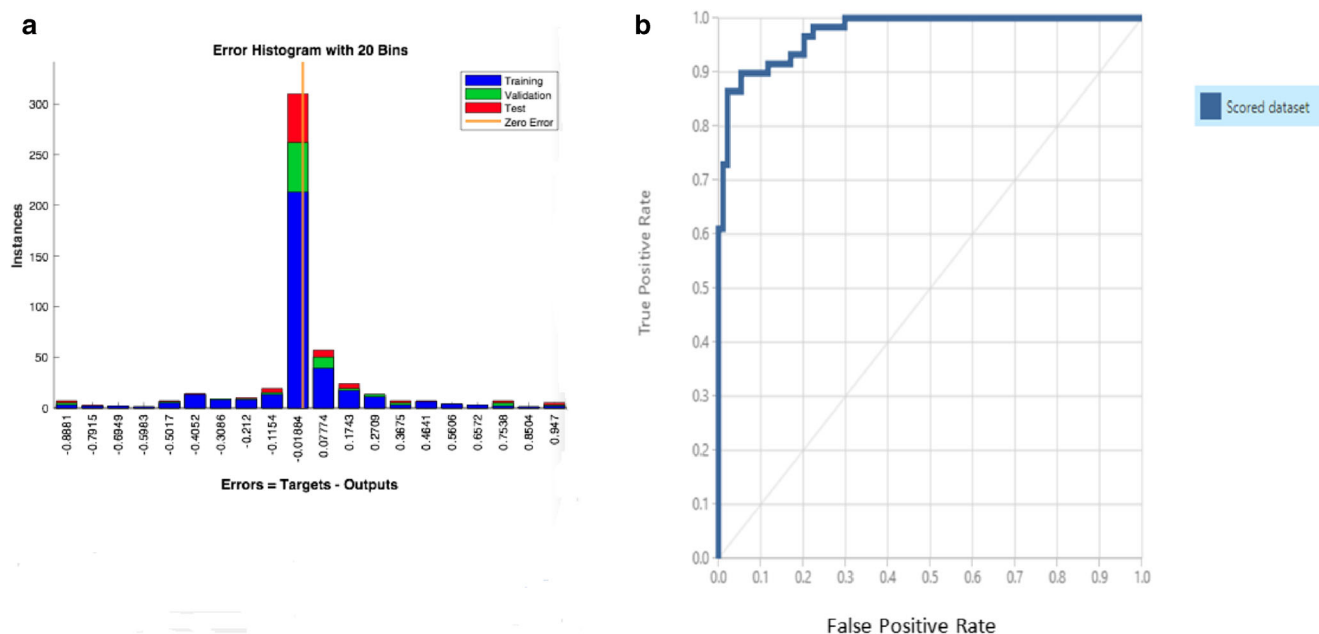 a
Error Histogram with 20 Bins
Training
Validation
Test
Zero Error
300
250
200
150
100
50
0
Instances
-0.8881
-0.7915
-0.6949
-0.5983
-0.5017
-0.4052
-0.3086
-0.212
-0.1154
-0.01884
0.07774
0.1743
0.2709
0.3675
0.4641
0.5606
0.6572
0.7538
0.8504
0.947
Errors = Targets - Outputs
b
1.0
0.9
0.8
0.7
0.6
0.5
0.4
0.3
0.2
0.1
0.0
True Positive Rate
0.0 0.1 0.2 0.3 0.4 0.5 0.6 0.7 0.8 0.9 1.0
False Positive Rate
Scored dataset